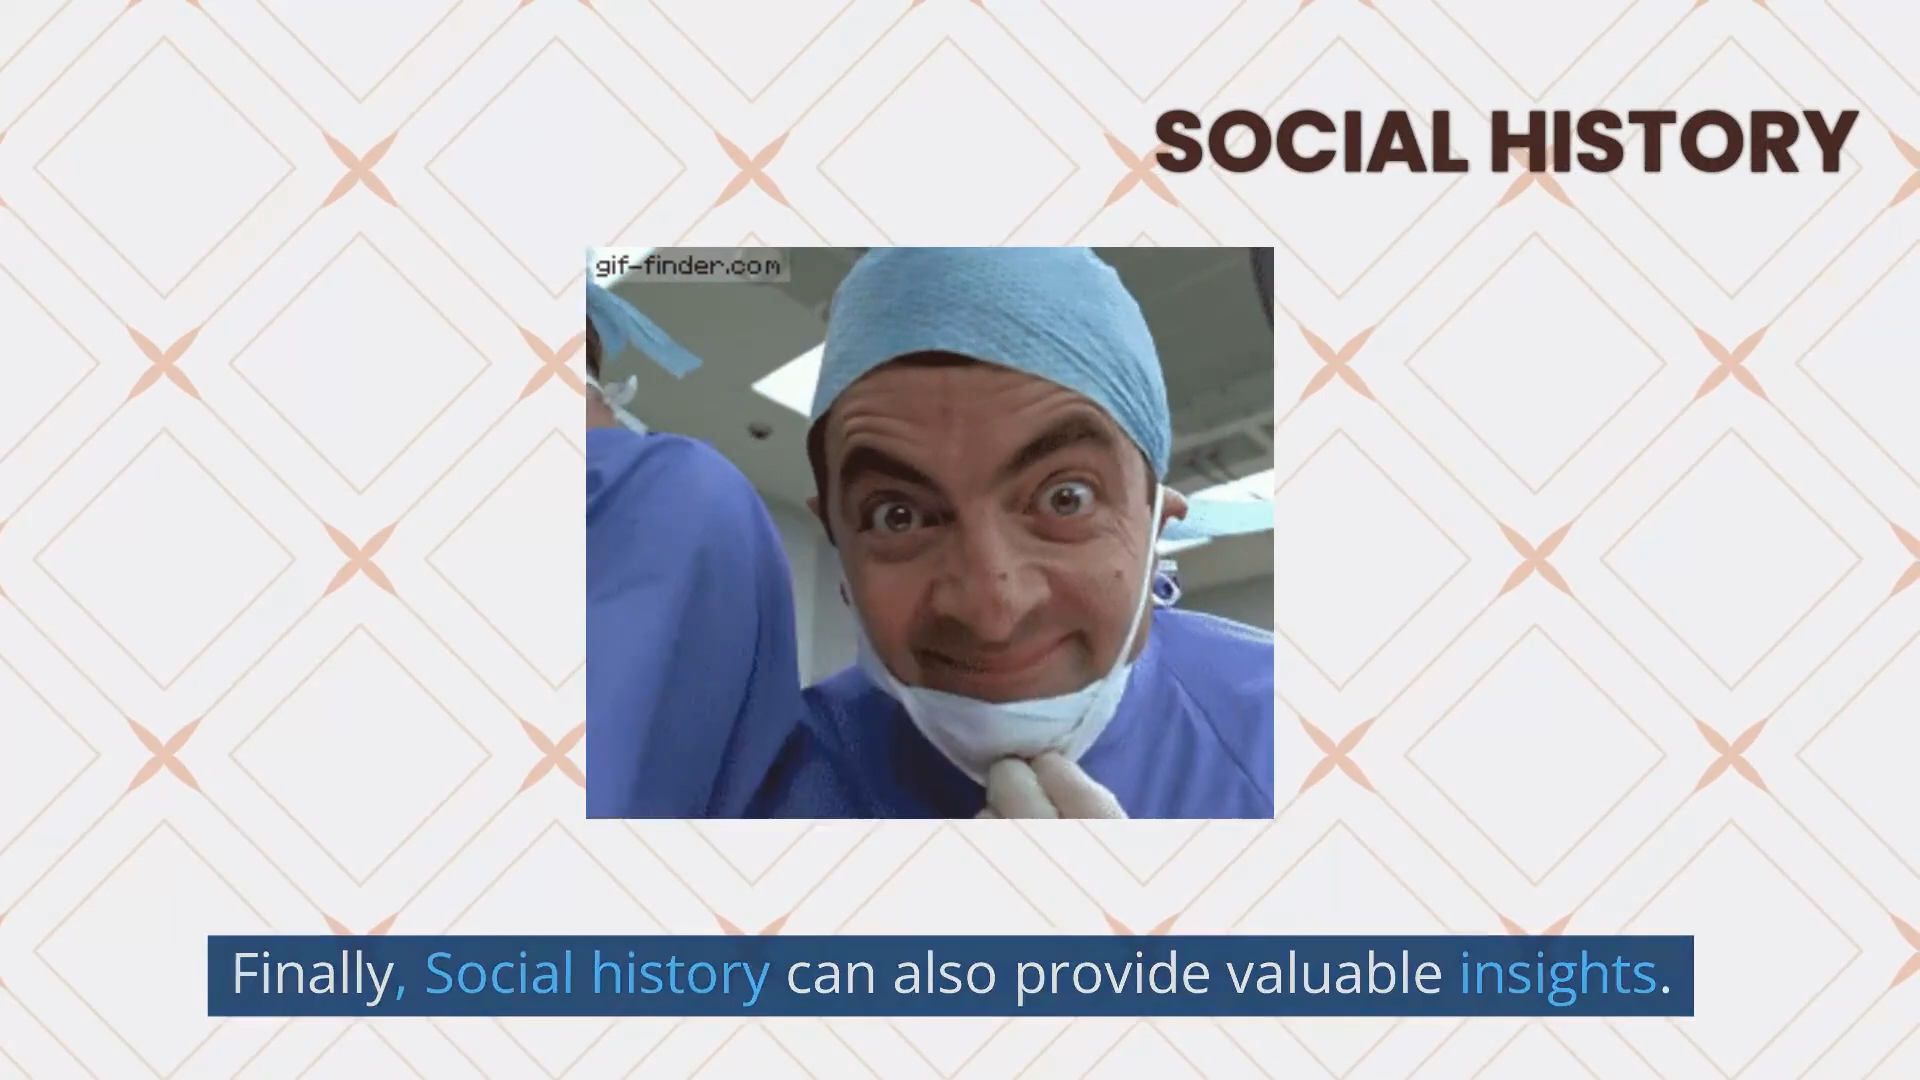 SOCIAL HISTORY
gif-finder.com
Finally, Social history can also provide valuable insights.